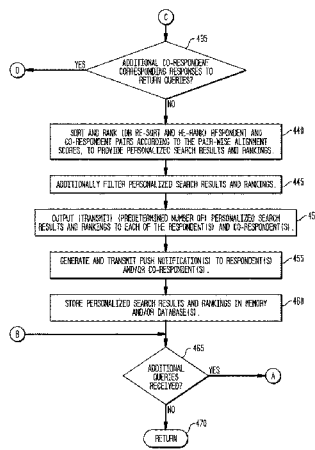 C
495
ADDITIONAL CO-RESPONDENT
CORRESPONDING RESPONSES TO
RETURN QUERIES?
YES
D
NO
SORT AND RANK (OR RE-SORT AND RE-RANK) RESPONDENT AND
CO-RESPONDENT PAIRS ACCORDING TO THE PAIR-WISE ALIGNMENT
SCORES, TO PROVIDE PERSONALIZED SEARCH RESULTS AND RANKINGS.
440
ADDITIONALLY FILTER PERSONALIZED SEARCH RESULTS AND RANKINGS.
445
OUTPUT (TRANSMIT) (PREDETERMINED NUMBER OF) PERSONALIZED SEARCH
RESULTS AND RANKINGS TO EACH OF THE RESPONDENT(S) AND CO-RESPONDENT(S).
45
GENERATE AND TRANSMIT PUSH NOTIFICATION(S) TO RESPONDENT(S)
AND/OR CO-RESPONDENT(S).
455
STORE PERSONALIZED SEARCH RESULTS AND RANKINGS IN MEMORY
AND/OR DATABASE(S).
460
B
465
ADDITIONAL
QUERIES
RECEIVED?
YES
A
NO
470
RETURN